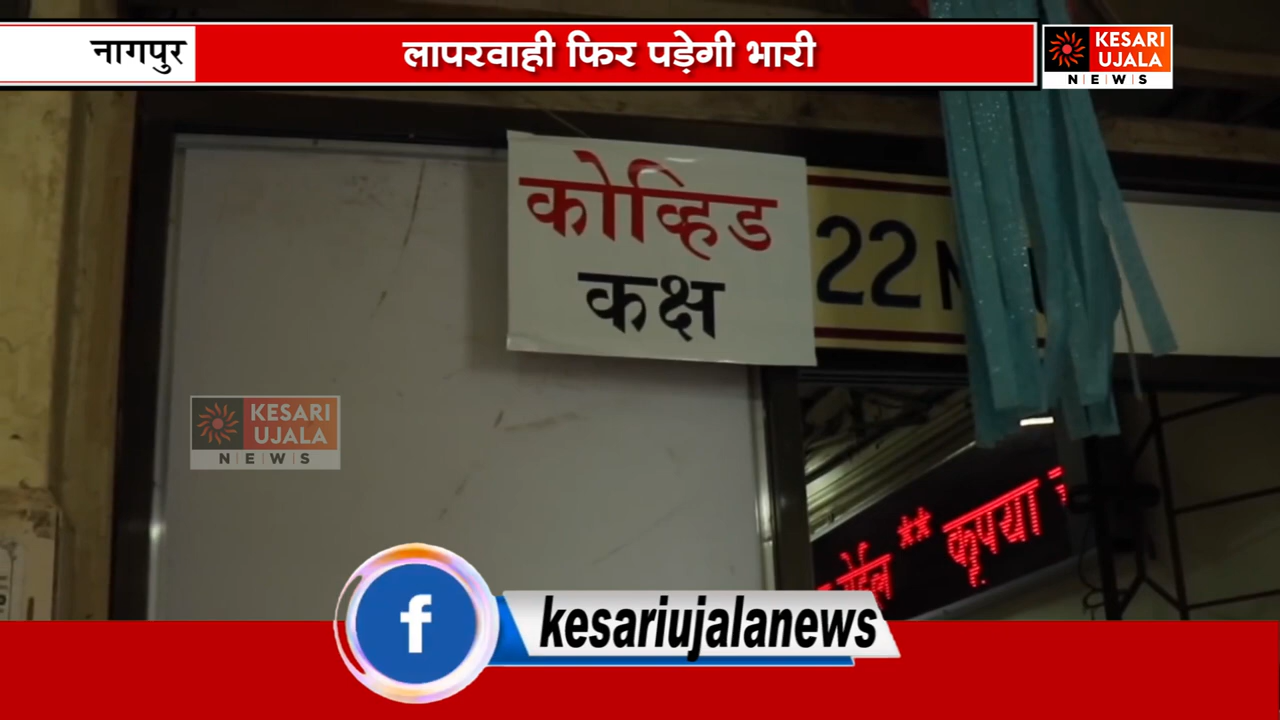 नागपुर
लापरवाही फिर पड़ेगी भारी
KESARI
UJALA
NEWS
कोव्हिड
कक्ष
22
KESARI
UJALA
NEWS
** कृपया
f
kesariujalanews